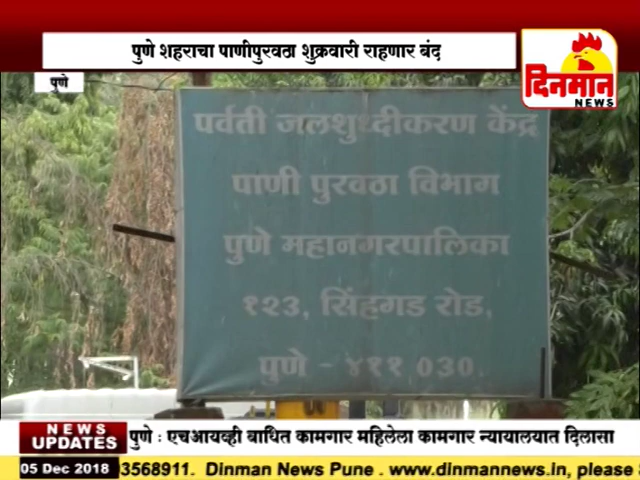 पुणे शहराचा पाणीपुरवठा शुक्रवारी राहणार बंद
दिनमान
NEWS
पुणे
पर्वती जलशुध्दीकरण केंद्र
पाणी पुरवठा विभाग
पुणे महानगरपालिका
१२३, सिंहगड रोड,
पुणे - ४११ ०३०.
NEWS
UPDATES
पुणे : एचआयव्ही बाधित कामगार महिलेला कामगार न्यायालयात दिलासा
05 Dec 2018
3568911. Dinman News Pune . www.dinmannews.in, please